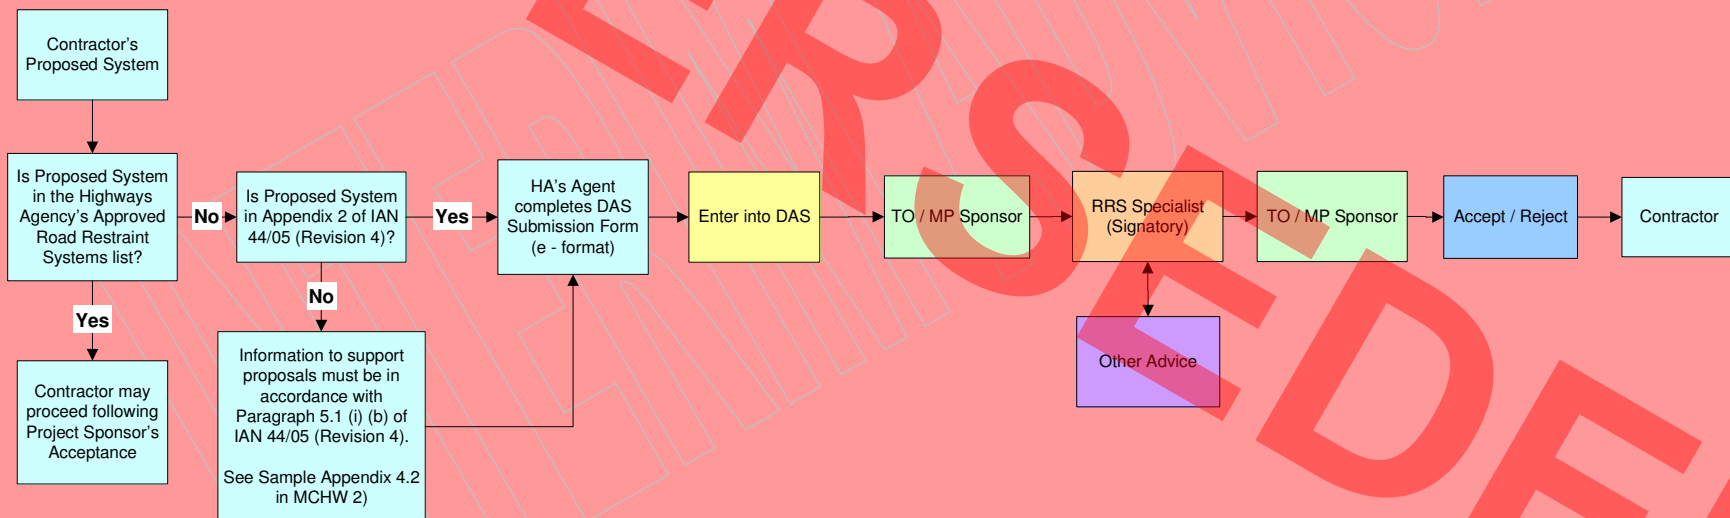 Contractor's
Proposed System
Is Proposed System
in the Highways
Agency's Approved
Road Restraint
Systems list?
No
Yes
Contractor may
proceed following
Project Sponsor's
Acceptance
Is Proposed System
in Appendix 2 of IAN
44/05 (Revision 4)?
Yes
No
Information to support
proposals must be in
accordance with
Paragraph 5.1 (i) (b) of
IAN 44/05 (Revision 4).
See Sample Appendix 4.2
in MCHW 2)
HA's Agent
completes DAS
Submission Form
(e - format)
Enter into DAS
TO / MP Sponsor
RRS Specialist
(Signatory)
Other Advice
TO / MP Sponsor
Accept / Reject
Contractor
ERSEDED